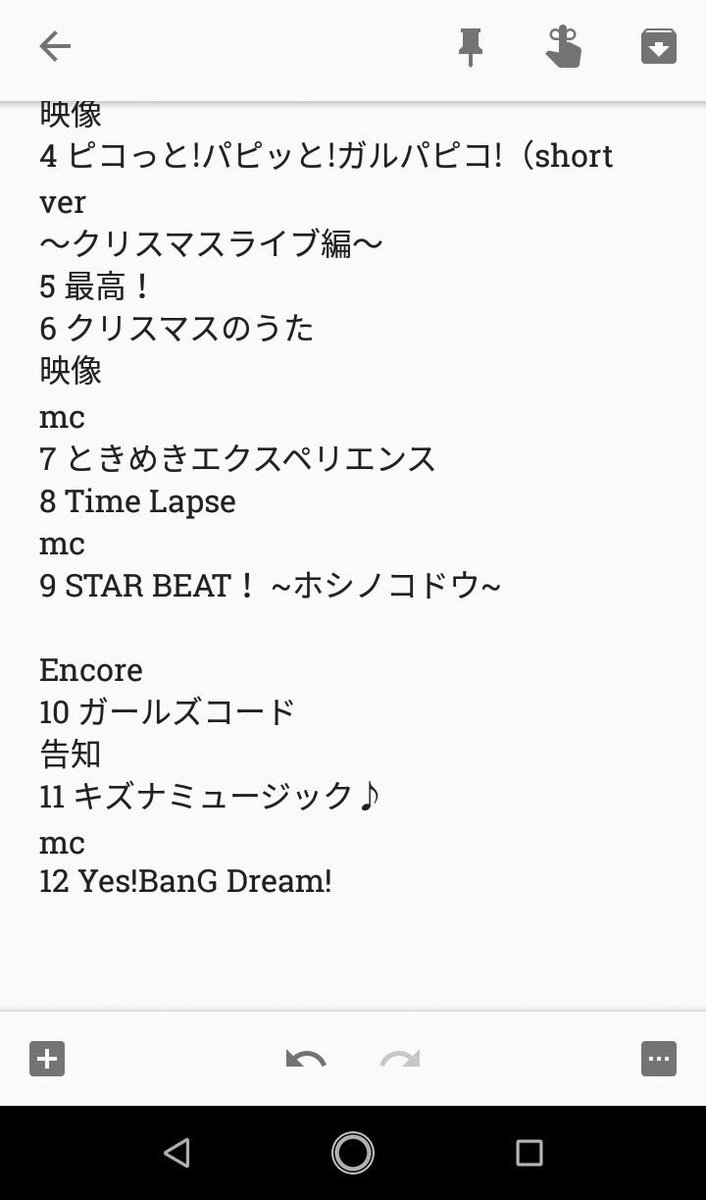 映像
4 ピコっと!パピッと!ガルパピコ!（short
ver
〜クリスマスライブ編〜
5 最高！
6 クリスマスのうた
映像
mc
7 ときめきエクスペリエンス
8 Time Lapse
mc
9 STAR BEAT！ ~ホシノコドウ~
Encore
10 ガールズコード
告知
11 キズナミュージック♪
mc
12 Yes!BanG Dream!